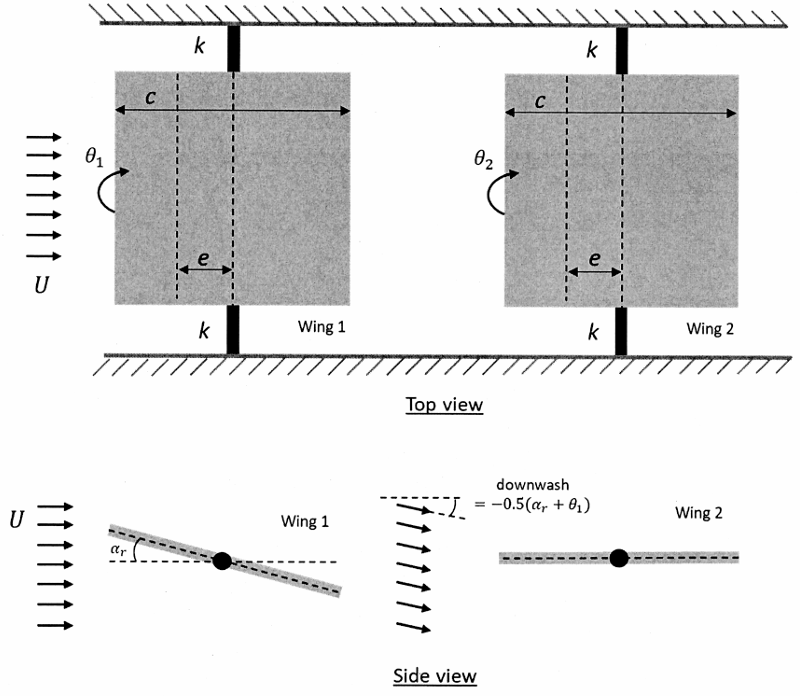 k k
c c
θ₁ θ₂
e e
U
k Wing 1 k Wing 2
Top view
downwash
= −0.5(αᵣ + θ₁)
U Wing 1 Wing 2
αᵣ
Side view